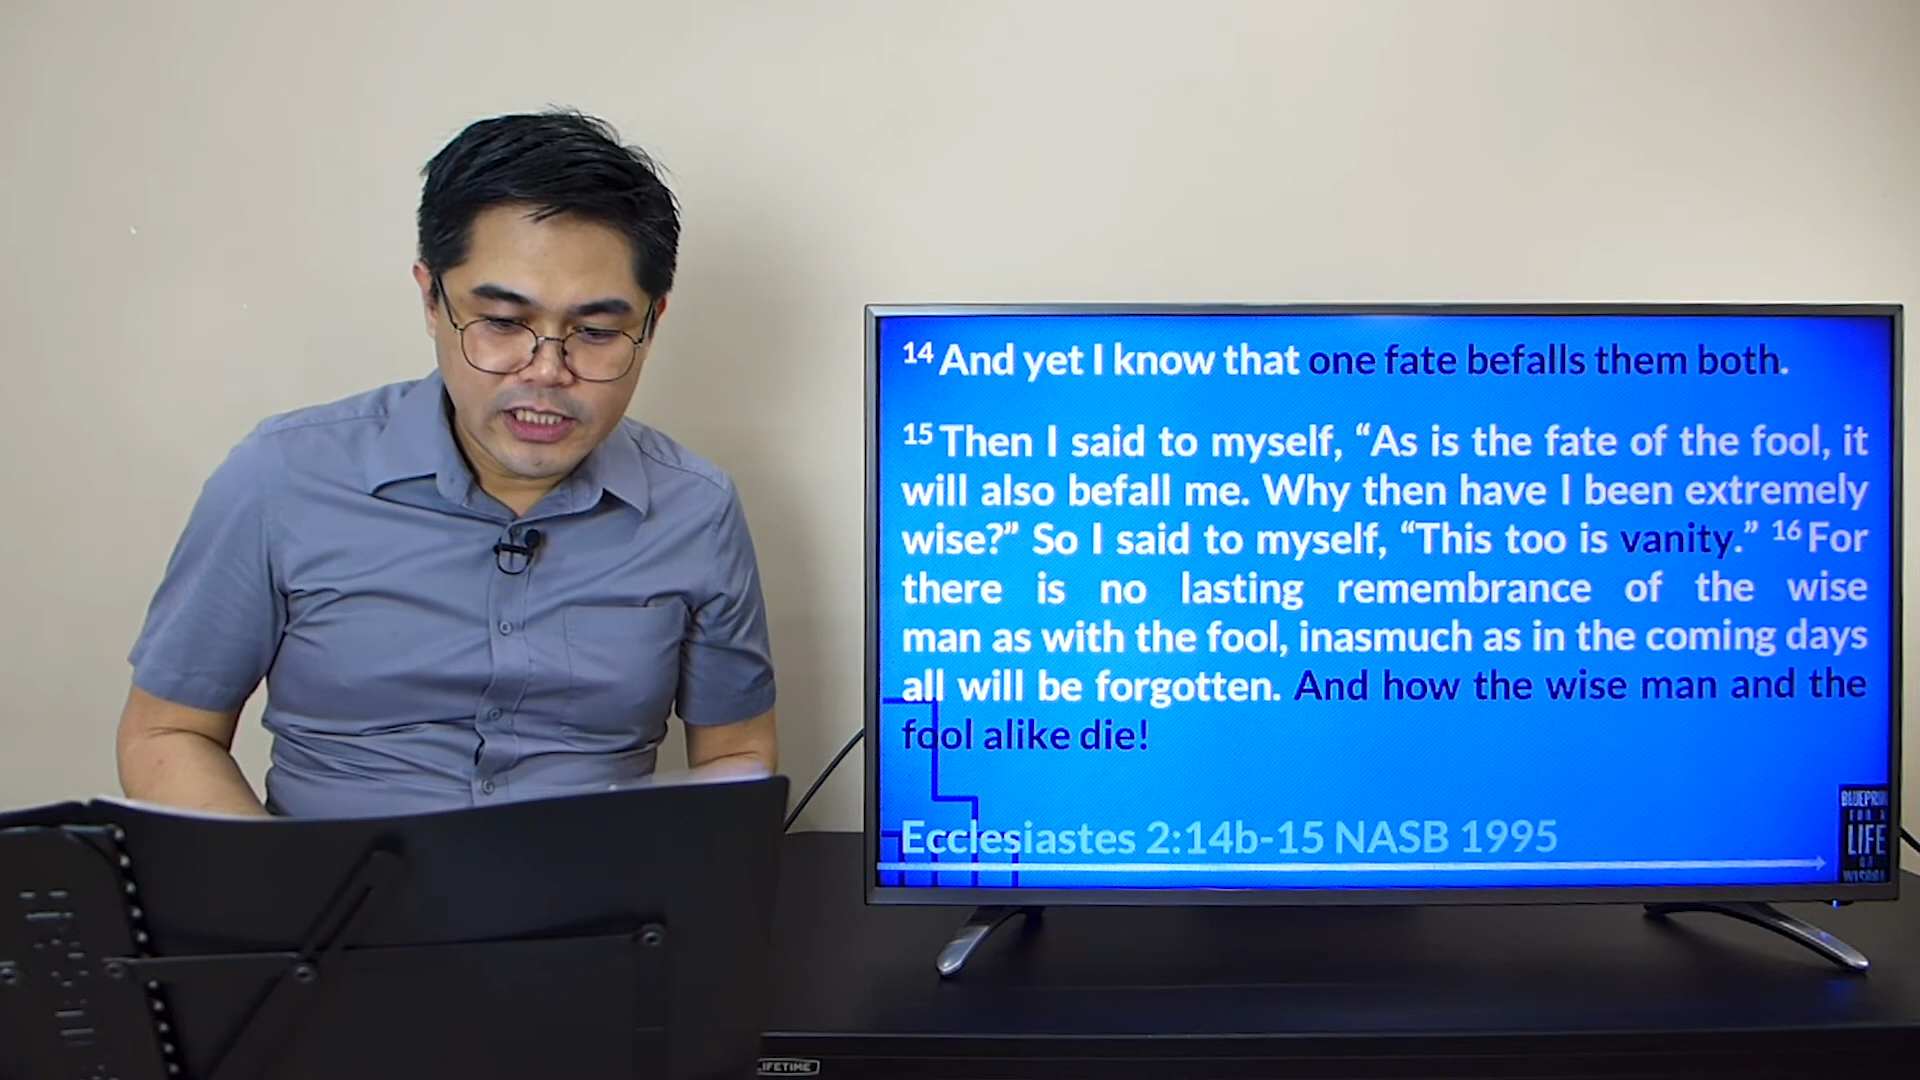 14 And yet I know that one fate befalls them both.
15 Then I said to myself, “As is the fate of the fool, it
will also befall me. Why then have I been extremely
wise?” So I said to myself, “This too is vanity.” 16 For
there is no lasting remembrance of the wise
man as with the fool, inasmuch as in the coming days
all will be forgotten. And how the wise man and the
fool alike die!
Ecclesiastes 2:14b-15 NASB 1995
BLUEPRINT
FOR A
LIFE
OF
WISDOM
LIFETIME